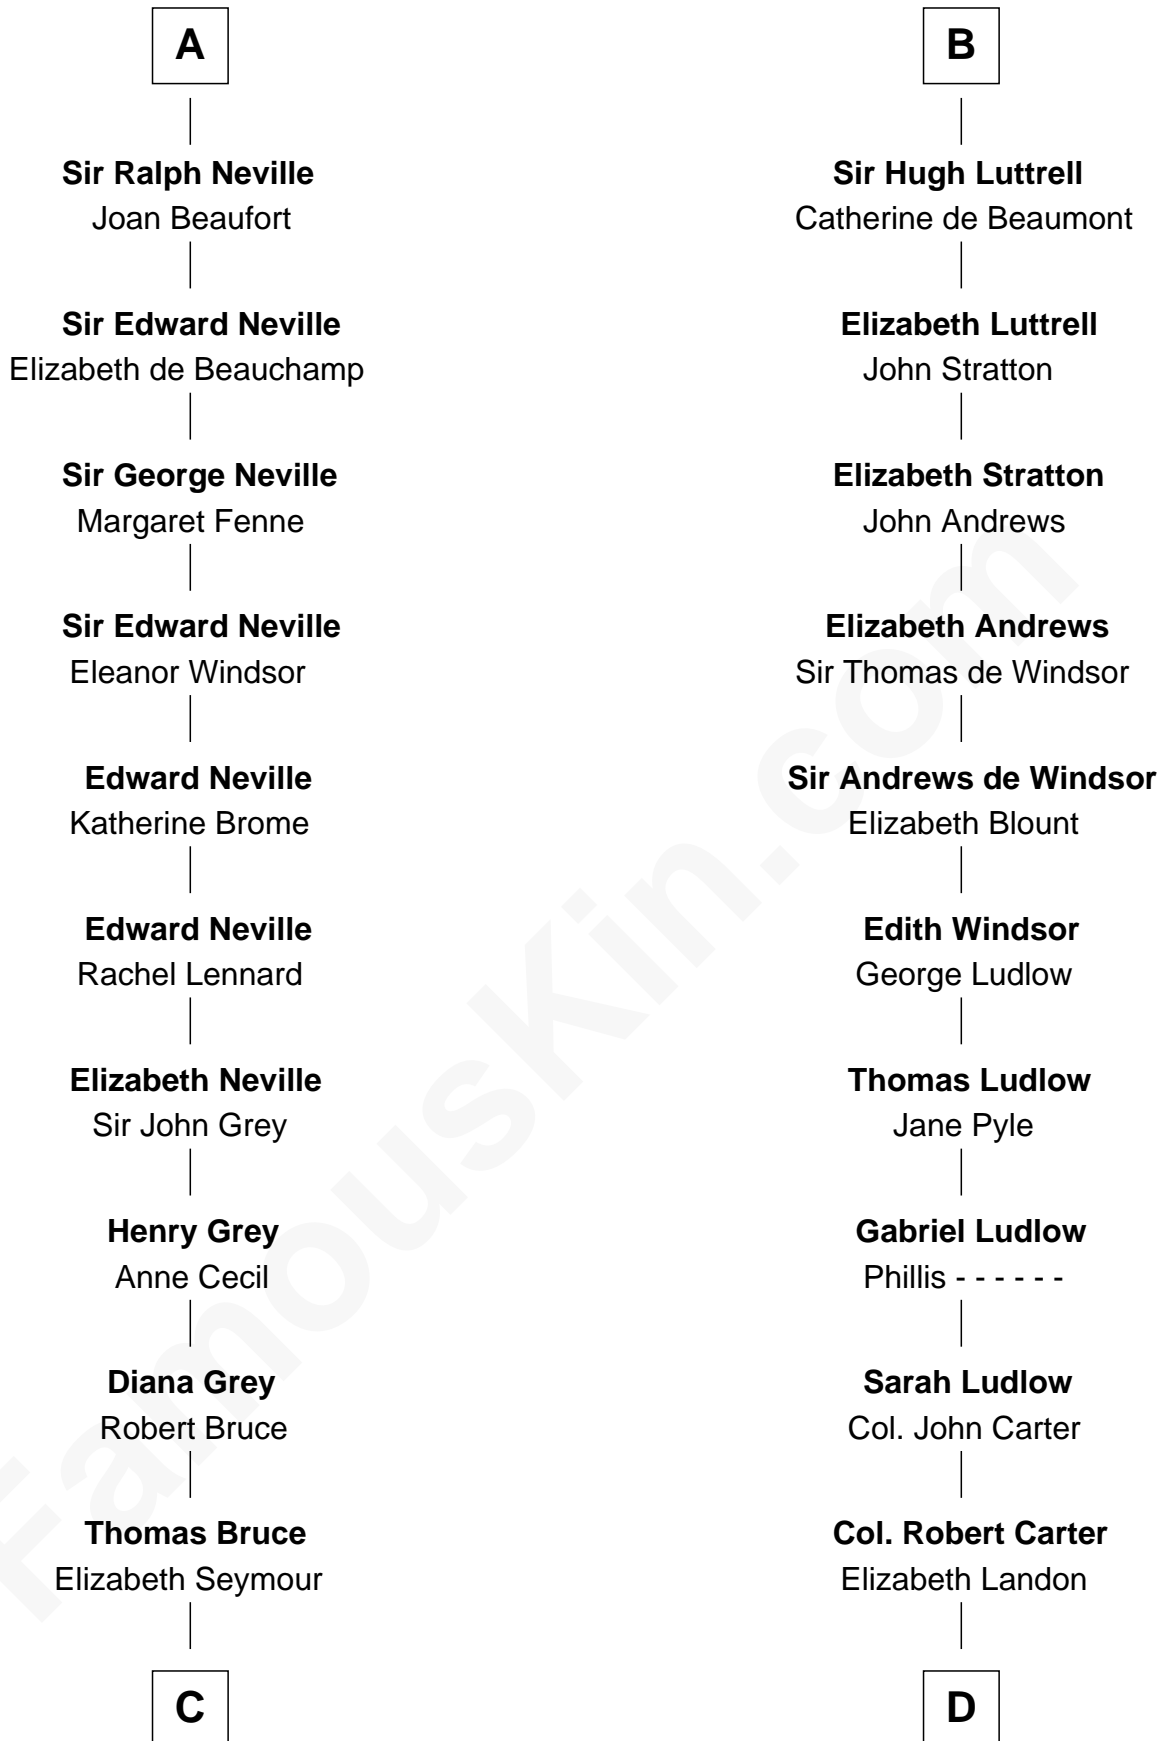 A
Sir Ralph Neville
Joan Beaufort
Sir Edward Neville
Elizabeth de Beauchamp
Sir George Neville
Margaret Fenne
Sir Edward Neville
Eleanor Windsor
Edward Neville
Katherine Brome
Edward Neville
Rachel Lennard
Elizabeth Neville
Sir John Grey
Henry Grey
Anne Cecil
Diana Grey
Robert Bruce
Thomas Bruce
Elizabeth Seymour
C
B
Sir Hugh Luttrell
Catherine de Beaumont
Elizabeth Luttrell
John Stratton
Elizabeth Stratton
John Andrews
Elizabeth Andrews
Sir Thomas de Windsor
Sir Andrews de Windsor
Elizabeth Blount
Edith Windsor
George Ludlow
Thomas Ludlow
Jane Pyle
Gabriel Ludlow
Phillis - - - - - -
Sarah Ludlow
Col. John Carter
Col. Robert Carter
Elizabeth Landon
D
FamousKin.com